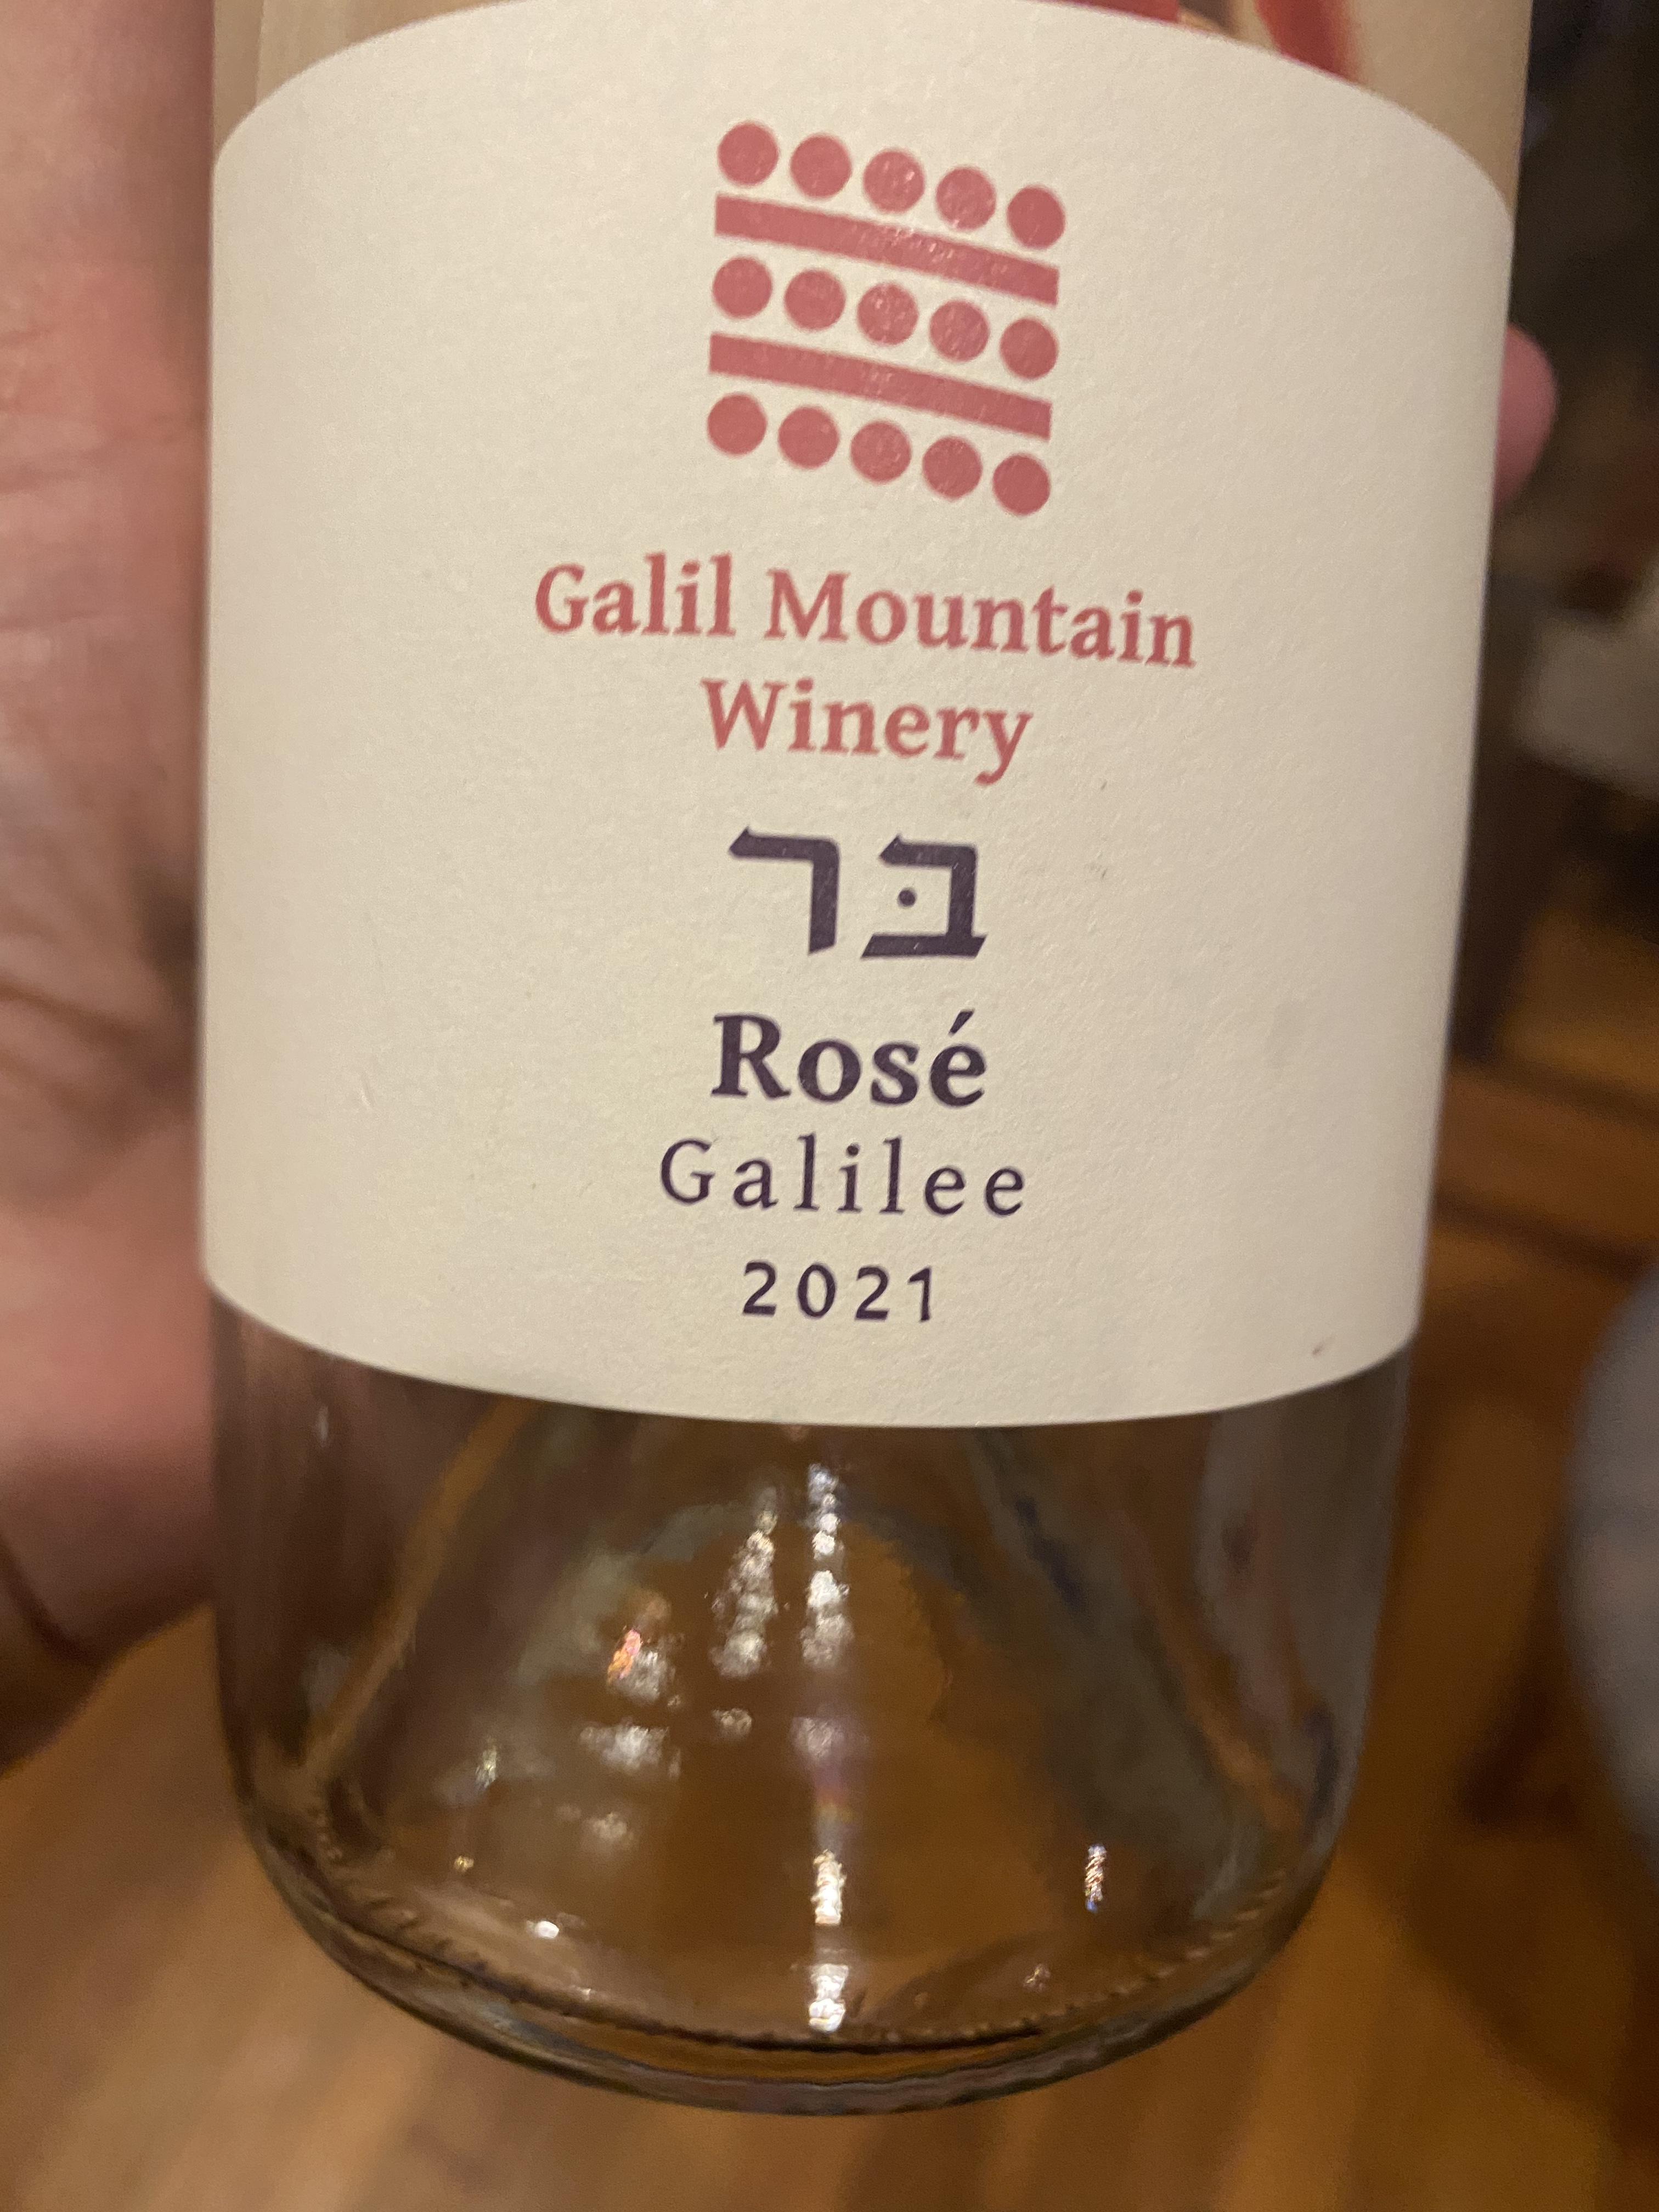 Galil Mountain
Winery
בּר
Rosé
Galilee
2021